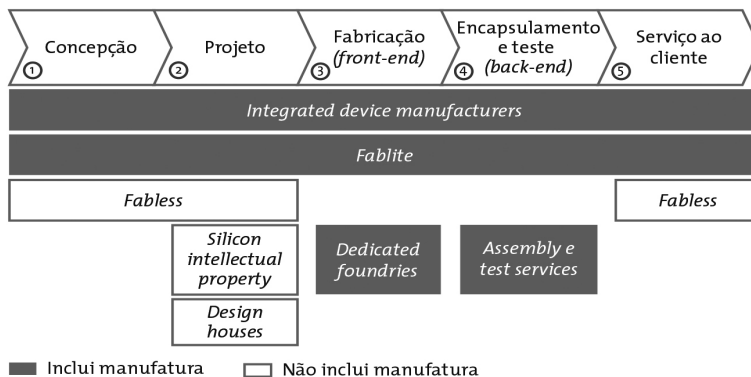 Concepção
Projeto
Fabricação
(front-end)
Encapsulamento
e teste
(back-end)
Serviço ao
cliente
1
2
3
4
5
Integrated device manufacturers
Fablite
Fabless
Fabless
Silicon
intellectual
property
Dedicated
foundries
Assembly e
test services
Design
houses
Inclui manufatura
Não inclui manufatura